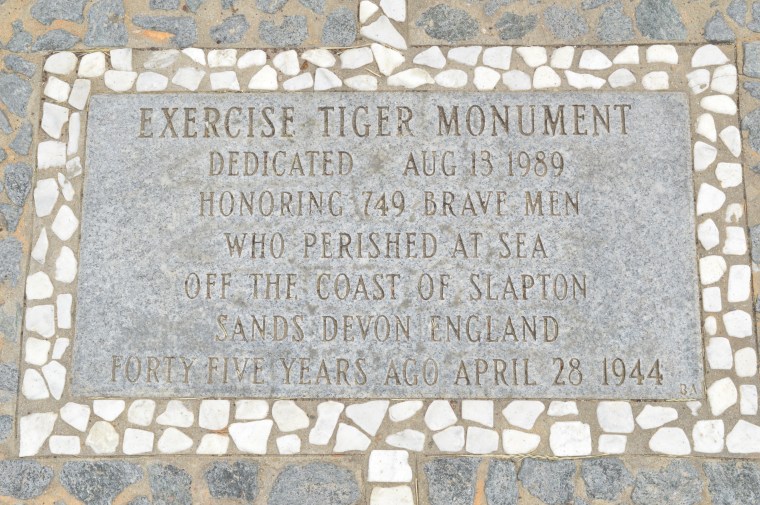 EXERCISE TIGER MONUMENT
DEDICATED AUG 13 1989
HONORING 749 BRAVE MEN
WHO PERISHED AT SEA
OFF THE COAST OF SLAPTON
SANDS DEVON ENGLAND
FORTY FIVE YEARS AGO APRIL 28 1944